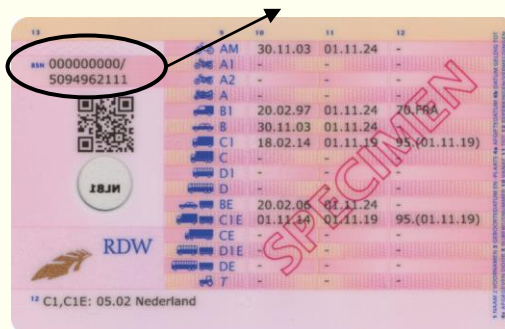 13 9 10 11 12
BSN 000000000/
5094962111
AM 30.11.03 01.11.24 -
A1 - - -
A2 - - -
A - - -
B1 20.02.97 01.11.24 70.FRA
B 30.11.03 01.11.24 -
C1 18.02.14 01.11.19 95.(01.11.19)
C - - -
D1 - - -
D - - -
BE 20.02.06 01.11.24 -
C1E 01.11.14 01.11.19 95.(01.11.19)
CE - - -
D1E - - -
DE - - -
T - - -
NL81
RDW
SPECIMEN
12 C1,C1E: 05.02 Nederland